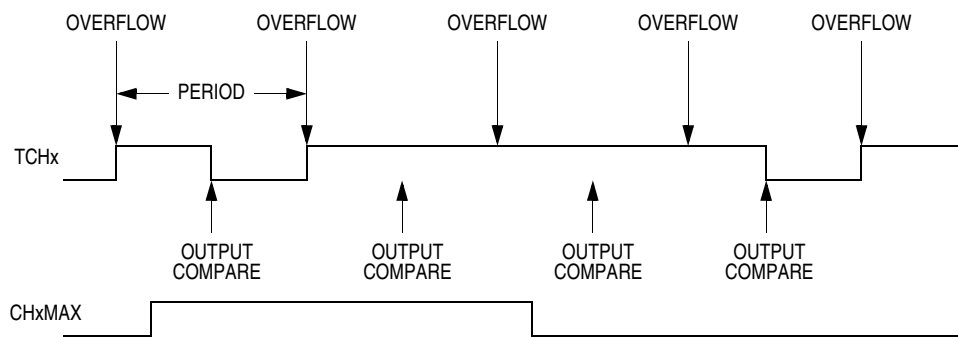 OVERFLOW OVERFLOW OVERFLOW OVERFLOW OVERFLOW
PERIOD
TCHx
OUTPUT COMPARE
OUTPUT COMPARE
OUTPUT COMPARE
OUTPUT COMPARE
CHxMAX